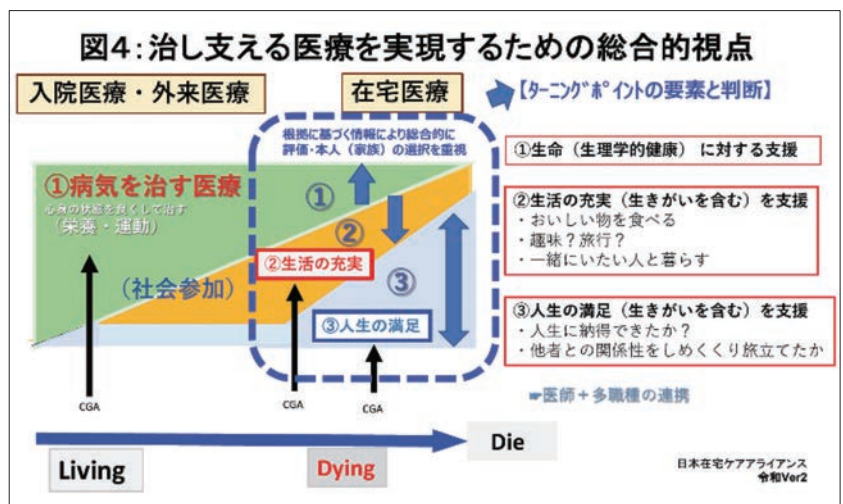 図4:治し支える医療を実現するための総合的視点
入院医療・外来医療
在宅医療
【ターニングポイントの要素と判断】
根拠に基づく情報により総合的に
評価・本人(家族)の選択を重視
①病気を治す医療
心身の状態を良くして治す
(栄養・運動)
(社会参加)
①
②
③
②生活の充実
③人生の満足
CGA
CGA
CGA
①生命(生理学的健康)に対する支援
②生活の充実(生きがいを含む)を支援
・おいしい物を食べる
・趣味?旅行?
・一緒にいたい人と暮らす
③人生の満足(生きがいを含む)を支援
・人生に納得できたか?
・他者との関係性をしめくくり旅立てたか
☛医師+多職種の連携
Living
Dying
Die
日本在宅ケアアライアンス
令和Ver2